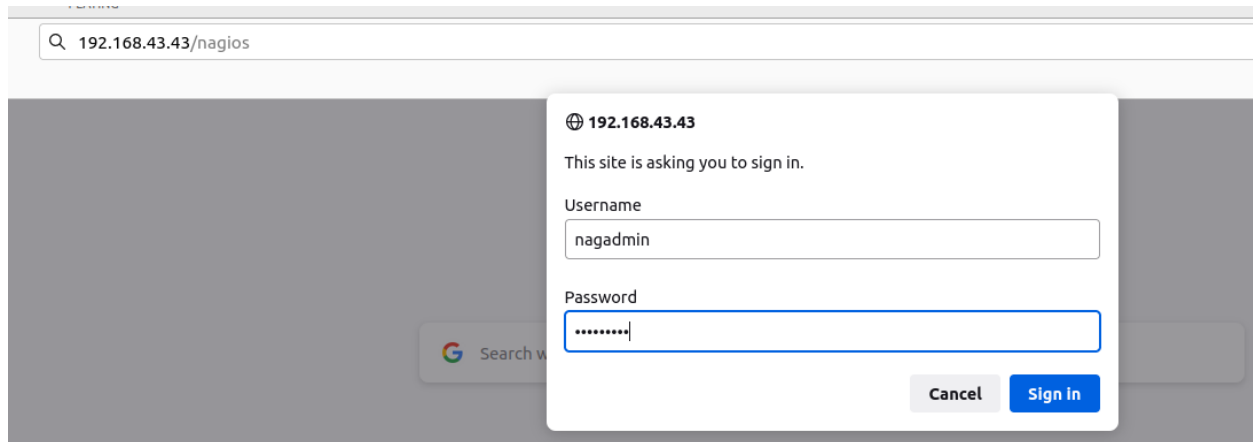 192.168.43.43/nagios
192.168.43.43
This site is asking you to sign in.
Username
nagadmin
Password
•••••••••
Search w
Cancel Sign in